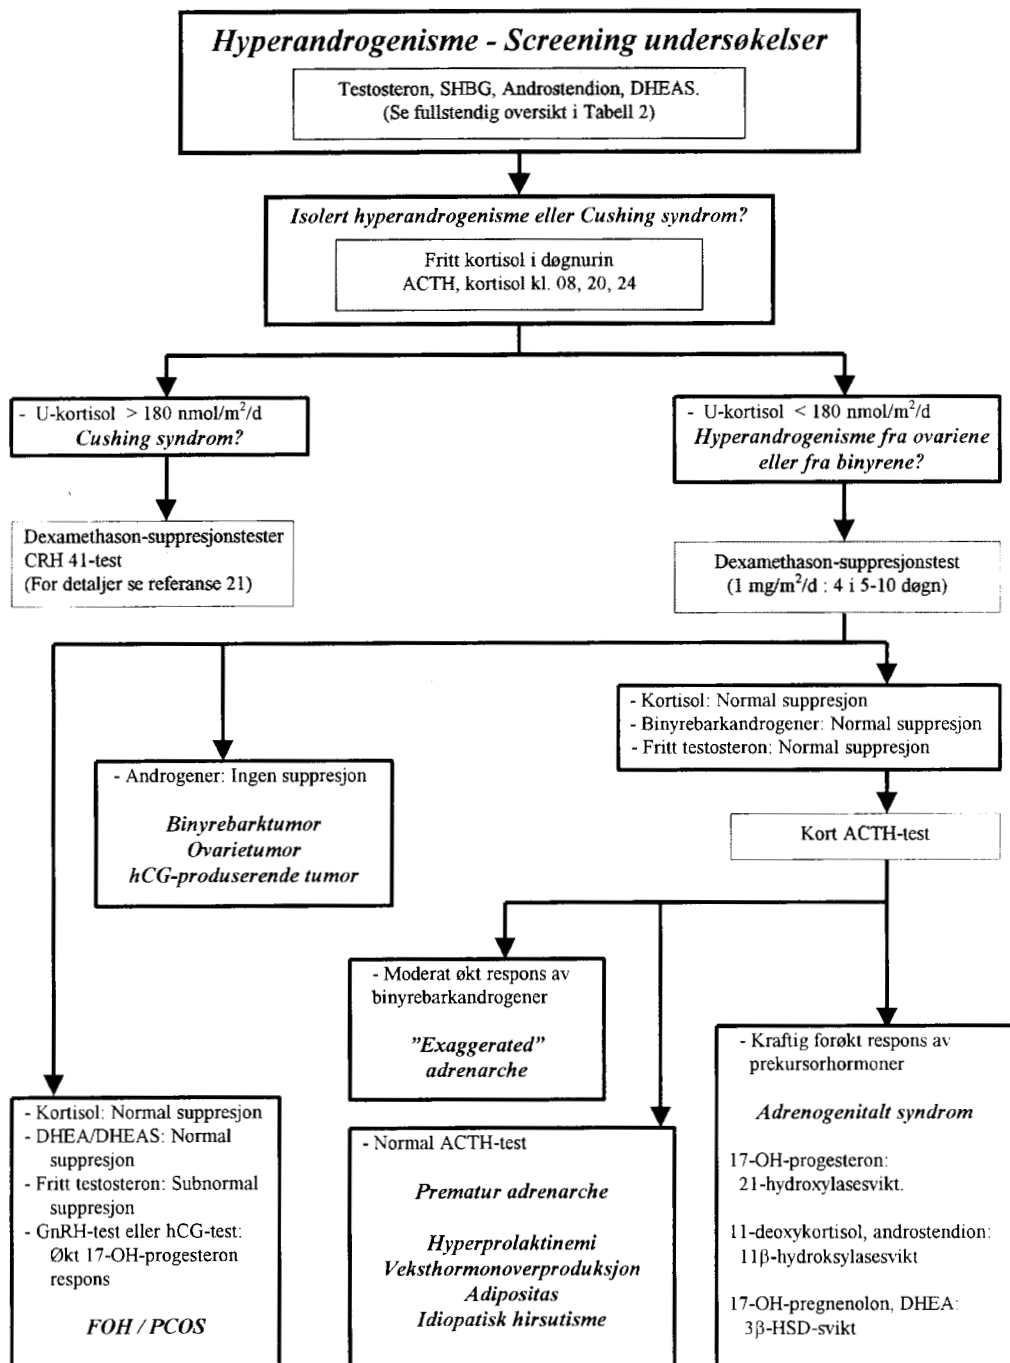 Hyperandrogenisme - Screening undersøkelser
Testosteron, SHBG, Androstendion, DHEAS.
(Se fullstendig oversikt i Tabell 2)
Isolert hyperandrogenisme eller Cushing syndrom?
Fritt kortisol i døgnurin
ACTH, kortisol kl. 08, 20, 24
- U-kortisol > 180 nmol/m²/d
Cushing syndrom?
- U-kortisol < 180 nmol/m²/d
Hyperandrogenisme fra ovariene
eller fra binyrene?
Dexamethason-suppresjonstester
CRH 41-test
(For detaljer se referanse 21)
Dexamethason-suppresjonstest
(1 mg/m²/d : 4 i 5-10 døgn)
- Kortisol: Normal suppresjon
- Binyrebarkandrogener: Normal suppresjon
- Fritt testosteron: Normal suppresjon
- Androgener: Ingen suppresjon
Binyrebarktumor
Ovarietumor
hCG-produserende tumor
Kort ACTH-test
- Moderat økt respons av
binyrebarkandrogener
"Exaggerated"
adrenarche
- Kraftig forøkt respons av
prekursorhormoner
Adrenogenitalt syndrom
17-OH-progesteron:
21-hydroxylasesvikt.
11-deoxykortisol, androstendion:
11β-hydroksylasesvikt
17-OH-pregnenolon, DHEA:
3β-HSD-svikt
- Kortisol: Normal suppresjon
- DHEA/DHEAS: Normal
suppresjon
- Fritt testosteron: Subnormal
suppresjon
- GnRH-test eller hCG-test:
Økt 17-OH-progesteron
respons
FOH / PCOS
- Normal ACTH-test
Prematur adrenarche
Hyperprolaktinemi
Veksthormonoverproduksjon
Adipositas
Idiopatisk hirsutisme